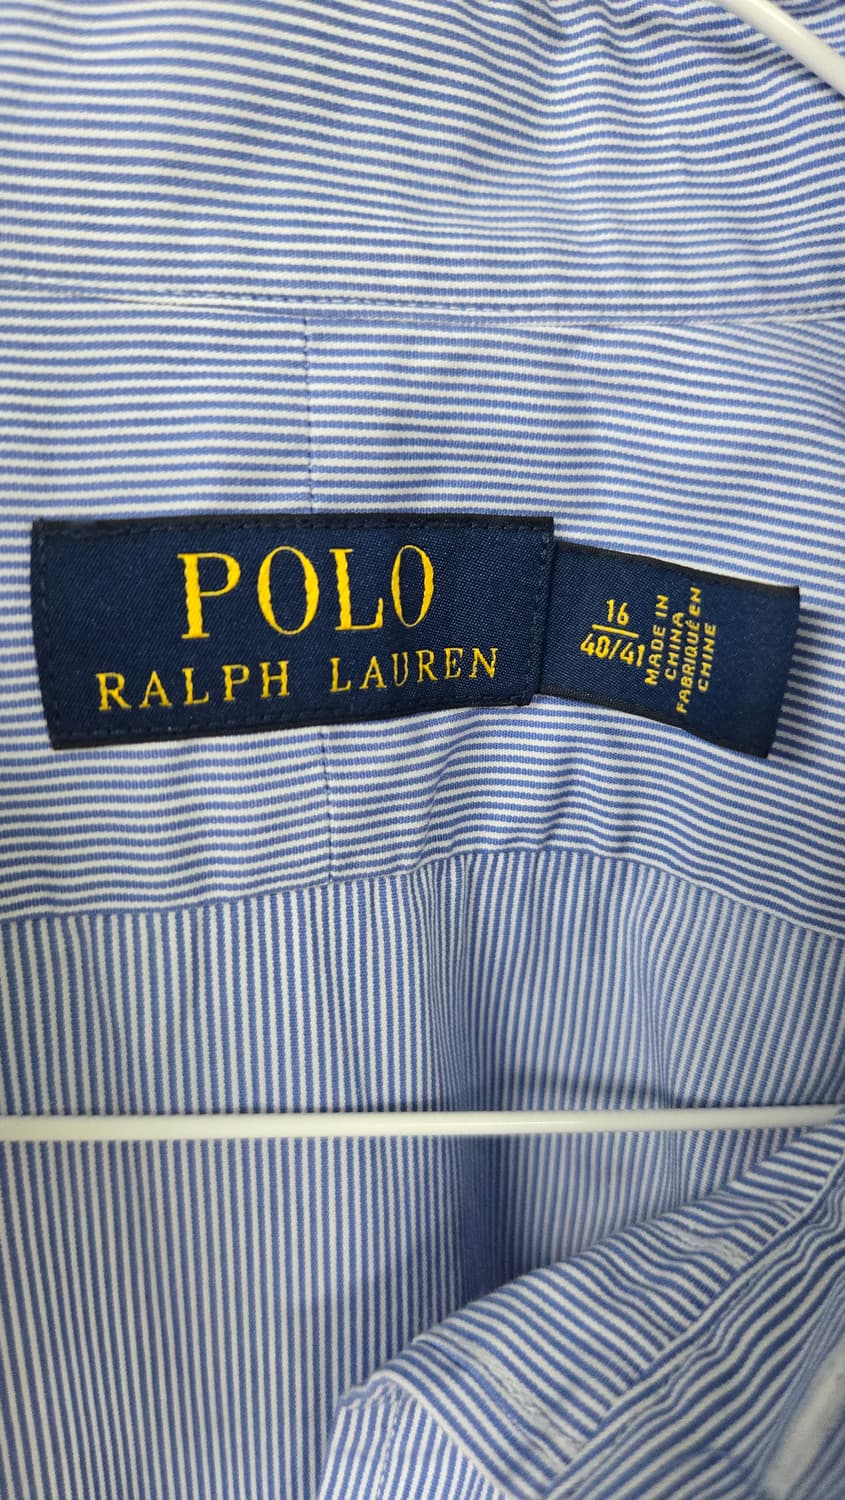 POLO
RALPH LAUREN
16
40/41
MADE IN
CHINA
FABRIQUÉ EN
CHINE